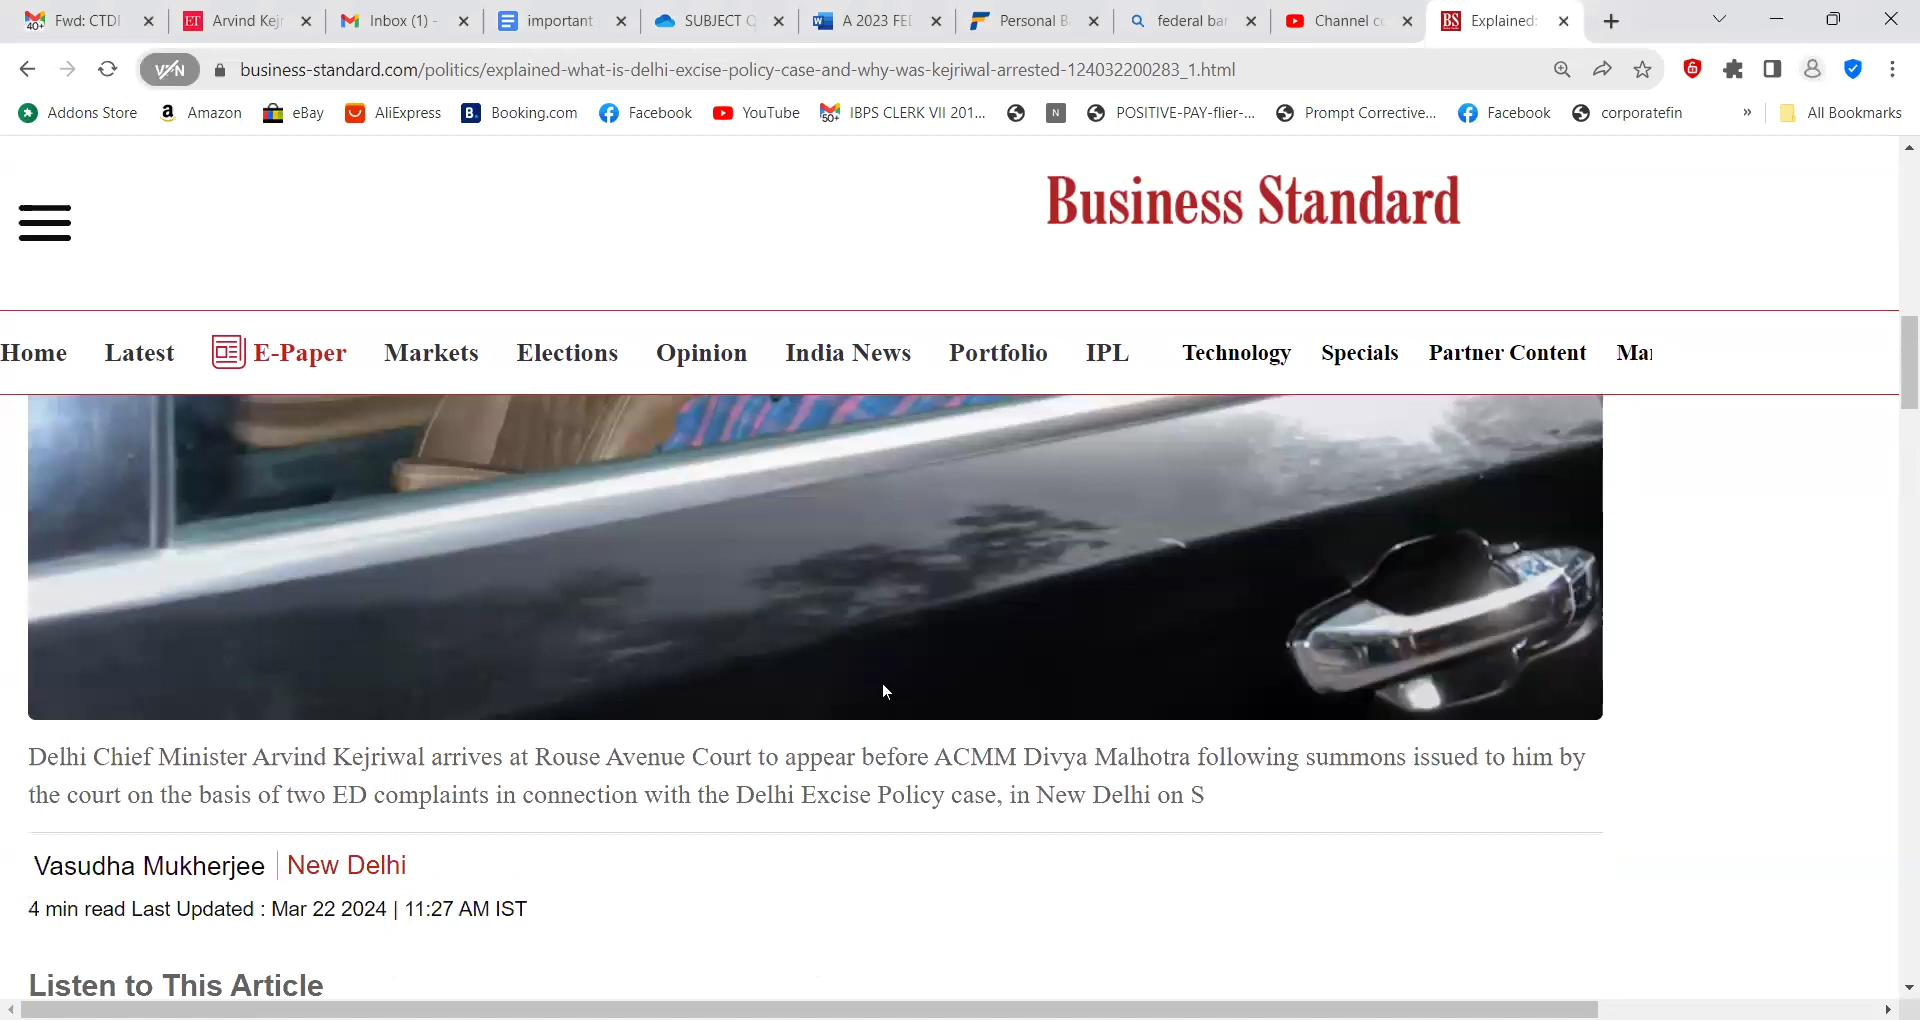 Fwd: CTDI
Arvind Kejr
Inbox (1) -
important
SUBJECT Q
A 2023 FE
Personal B
federal bar
Channel co
Explained:
business-standard.com/politics/explained-what-is-delhi-excise-policy-case-and-why-was-kejriwal-arrested-124032200283_1.html
Addons Store
Amazon
eBay
AliExpress
Booking.com
Facebook
YouTube
IBPS CLERK VII 201...
POSITIVE-PAY-flier-...
Prompt Corrective...
Facebook
corporatefin
All Bookmarks
Business Standard
Home Latest E-Paper Markets Elections Opinion India News Portfolio IPL Technology Specials Partner Content Mar
Delhi Chief Minister Arvind Kejriwal arrives at Rouse Avenue Court to appear before ACMM Divya Malhotra following summons issued to him by
the court on the basis of two ED complaints in connection with the Delhi Excise Policy case, in New Delhi on S
Vasudha Mukherjee | New Delhi
4 min read Last Updated : Mar 22 2024 | 11:27 AM IST
Listen to This Article